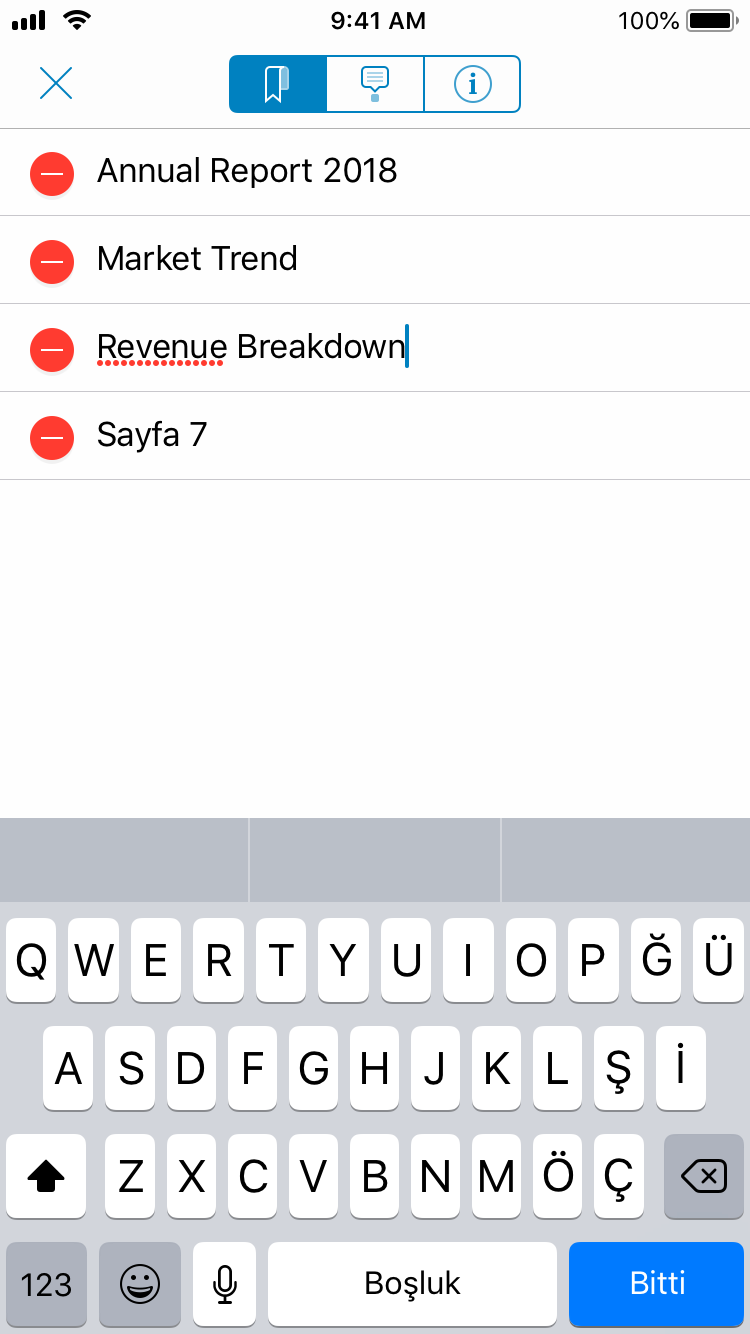 9:41 AM
100%
i
Annual Report 2018
Market Trend
Revenue Breakdown
Sayfa 7
Q W E R T Y U I O P Ğ Ü
A S D F G H J K L Ş İ
Z X C V B N M Ö Ç
123 Boşluk Bitti